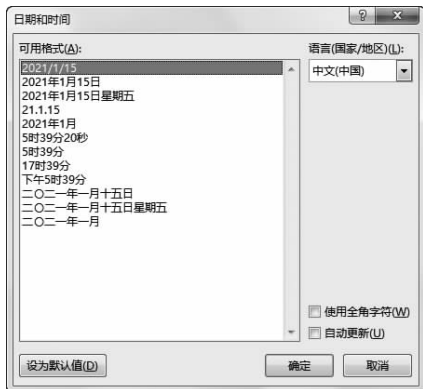 日期和时间
可用格式(A):
语言(国家/地区)(L):
2021/1/15
中文(中国)
2021年1月15日
2021年1月15日星期五
21.1.15
2021年1月
5时39分20秒
5时39分
17时39分
下午5时39分
二〇二一年一月十五日
二〇二一年一月十五日星期五
二〇二一年一月
使用全角字符(W)
自动更新(U)
设为默认值(D)
确定
取消